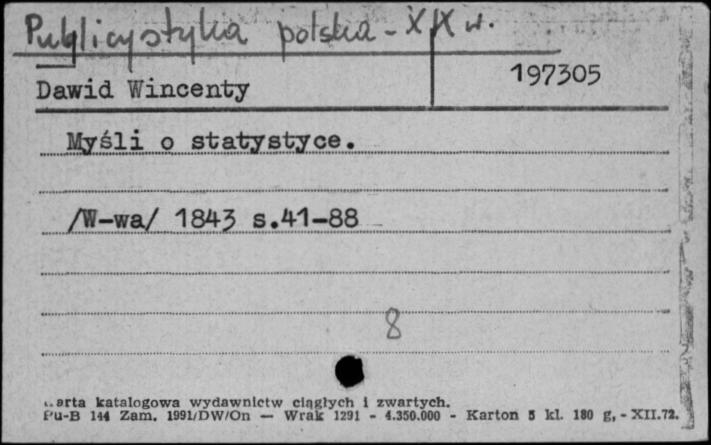 Publicystyka polska - XIX w.
197305
Dawid Wincenty
Myśli o statystyce.
/W-wa/ 1843 s.41-88
8
arta katalogowa wydawnictw ciągłych i zwartych.
Pu-B 144 Zam. 1991/DW/On — Wrak 1291 - 4.350.000 - Karton 5 kl. 180 g, - XII.72.